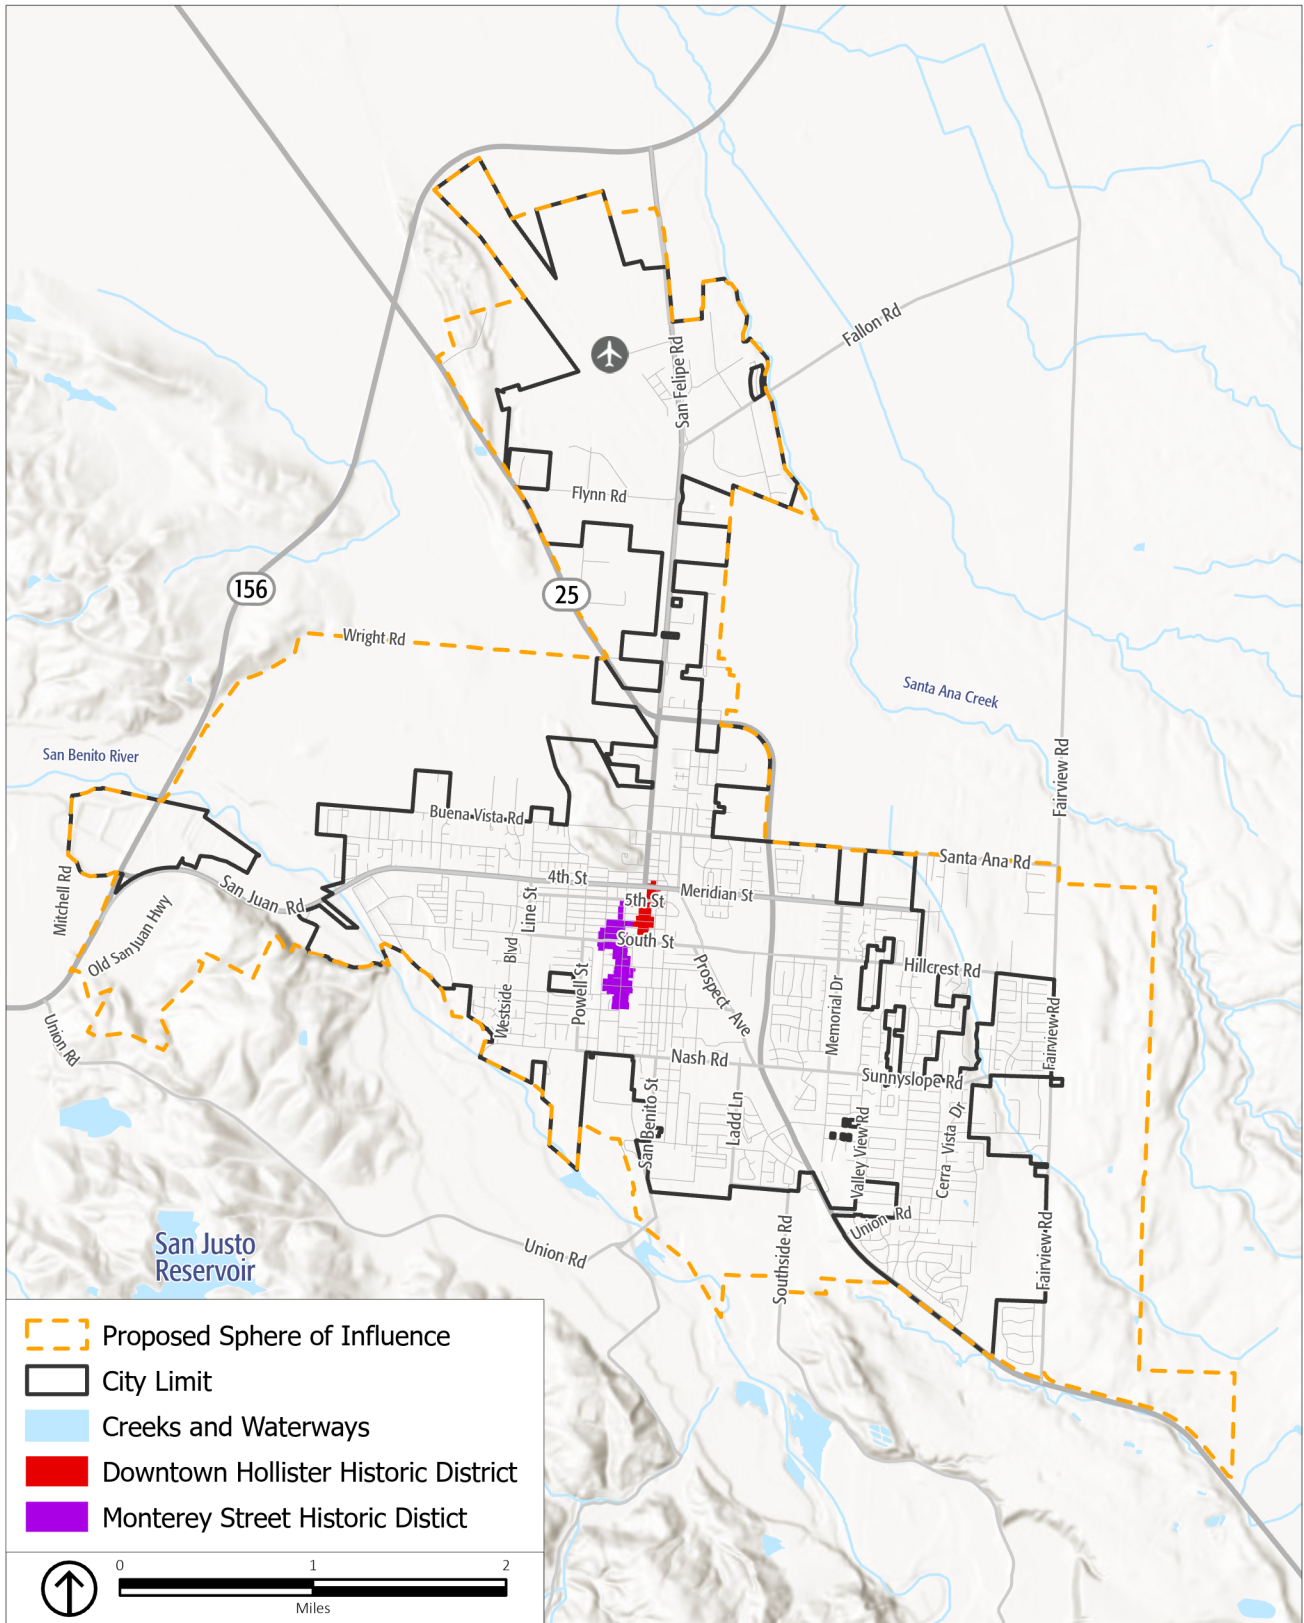 Fallon Rd
San Felipe Rd
Flynn Rd
156
25
Wright Rd
Santa Ana Creek
San Benito River
Fairview Rd
Buena Vista Rd
Santa Ana Rd
4th St
Meridian St
5th St
Mitchell Rd
San Juan Rd
Old San Juan Hwy
Line St
South St
Westside Blvd
Powell St
Prospect Ave
Hillcrest Rd
Memorial Dr
Fairview Rd
Union Rd
Nash Rd
Sunnyslope Rd
San Benito St
Ladd Ln
Valley View Rd
Cerra Vista Dr
Union Rd
Union Rd
Southside Rd
Fairview Rd
San Justo
Reservoir
Proposed Sphere of Influence
City Limit
Creeks and Waterways
Downtown Hollister Historic District
Monterey Street Historic Distict
0 1 2
Miles